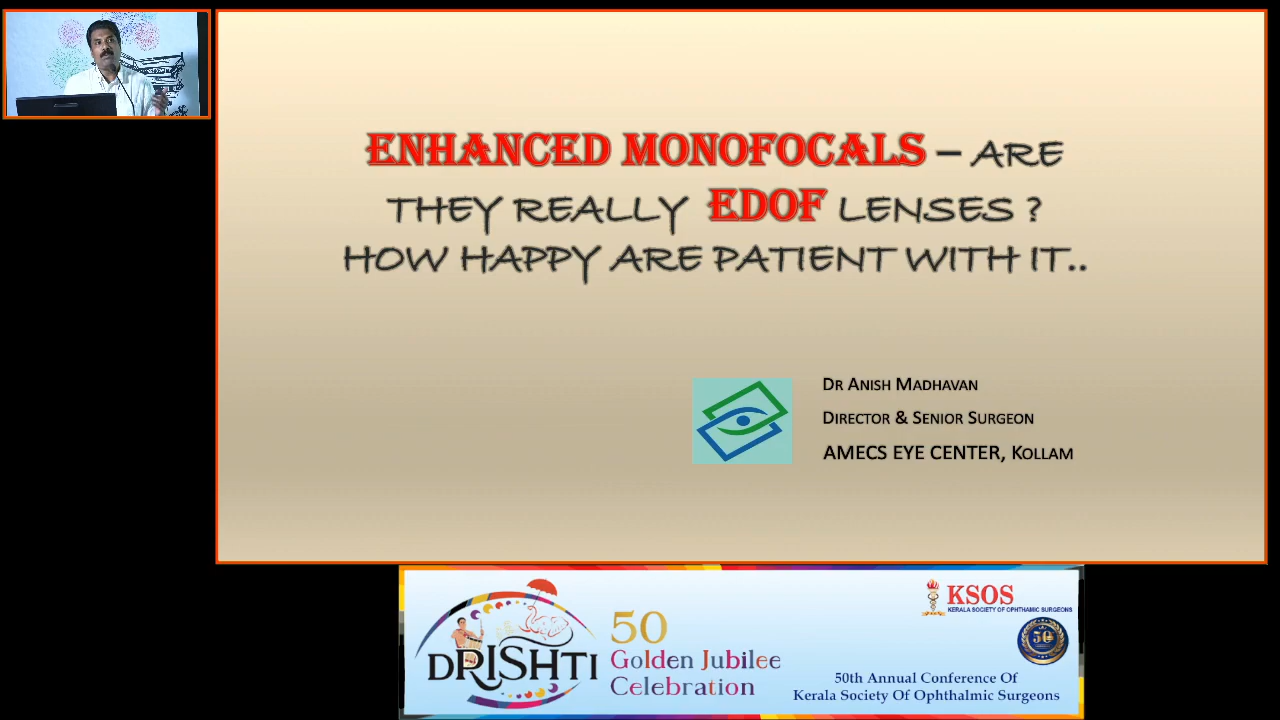 ENHANCED MONOFOCALS – ARE
THEY REALLY EDOF LENSES ?
HOW HAPPY ARE PATIENT WITH IT..
DR ANISH MADHAVAN
DIRECTOR & SENIOR SURGEON
AMECS EYE CENTER, KOLLAM
DRISHTI
50
Golden Jubilee
Celebration
KSOS
KERALA SOCIETY OF OPHTHAMIC SURGEONS
50
50th Annual Conference Of
Kerala Society Of Ophthalmic Surgeons